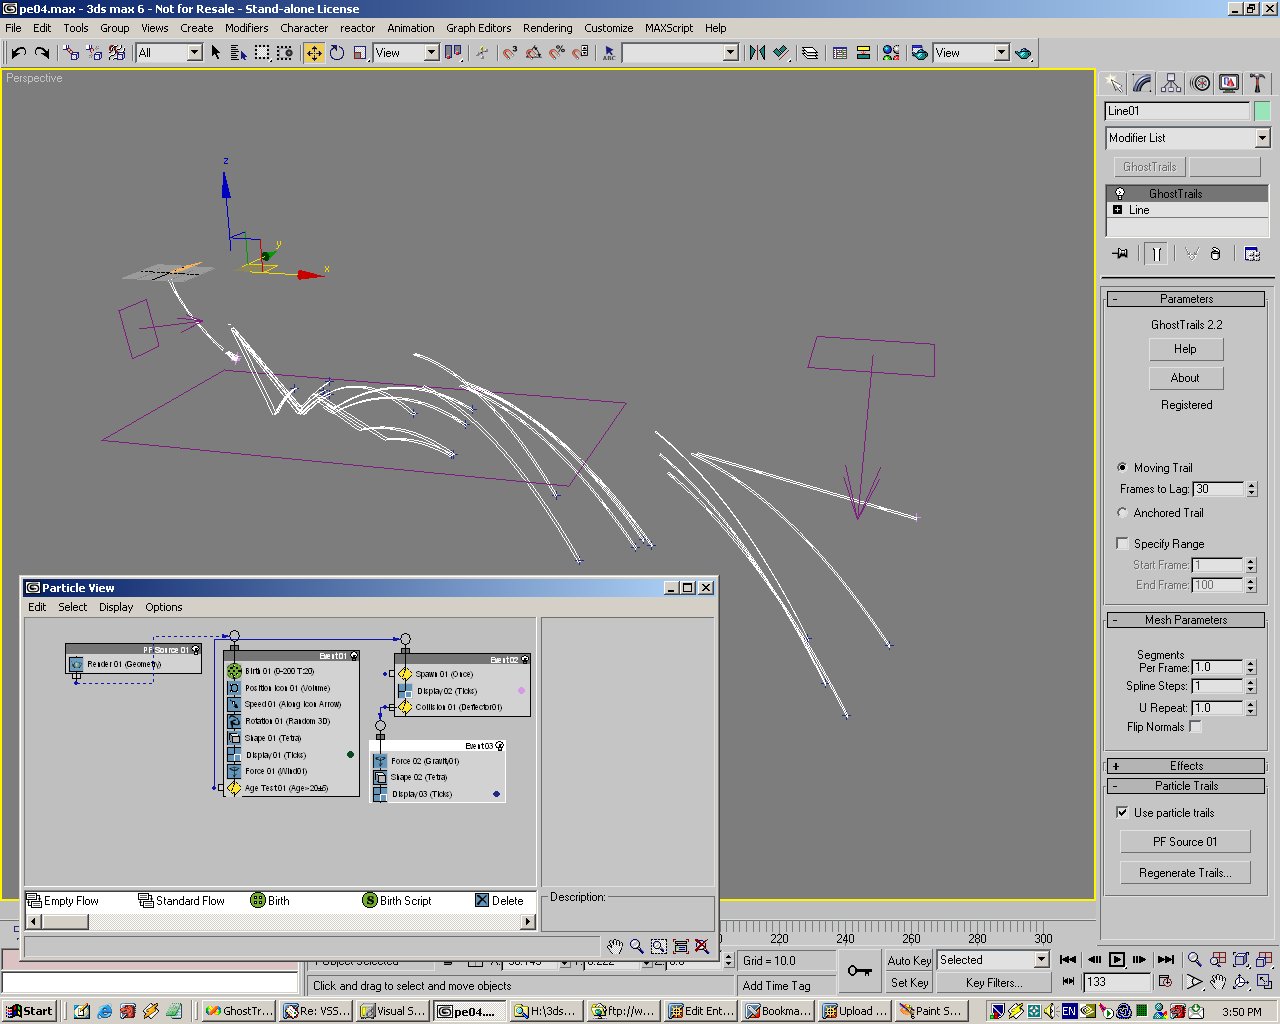 pe04.max - 3ds max 6 - Not for Resale - Stand-alone License
File Edit Tools Group Views Create Modifiers Character reactor Animation Graph Editors Rendering Customize MAXScript Help
All View View
Perspective
z
y
x
Line01
Modifier List
GhostTrails
GhostTrails
Line
Parameters
GhostTrails 2.2
Help
About
Registered
Moving Trail
Frames to Lag: 30
Anchored Trail
Specify Range
Start Frame: 1
End Frame: 100
Mesh Parameters
Segments
Per Frame: 1.0
Spline Steps: 1
U Repeat: 1.0
Flip Normals
Effects
Particle Trails
Use particle trails
PF Source 01
Regenerate Trails...
Particle View
Edit Select Display Options
PF Source 01
Render 01 (Geometry)
Event01
Birth 01 (0-200 T:20)
Position Icon 01 (Volume)
Speed 01 (Along Icon Arrow)
Rotation 01 (Random 3D)
Shape 01 (Tetra)
Display 01 (Ticks)
Force 01 (Wind01)
Age Test 01 (Age>20±5)
Event02
Spawn 01 (Once)
Display 02 (Ticks)
Collision 01 (Deflector01)
Event03
Force 02 (Gravity01)
Shape 02 (Tetra)
Display 03 (Ticks)
Empty Flow Standard Flow Birth Birth Script Delete
Description:
220 240 260 280 300
1 Object Selected
Grid = 10.0
Auto Key Selected
Click and drag to select and move objects
Add Time Tag
Set Key Key Filters...
133
Start GhostTr... Re: VSS... Visual S... pe04.... H:\3ds... ftp://w... Edit Ent... Bookma... Upload ... Paint S... EN 3:50 PM